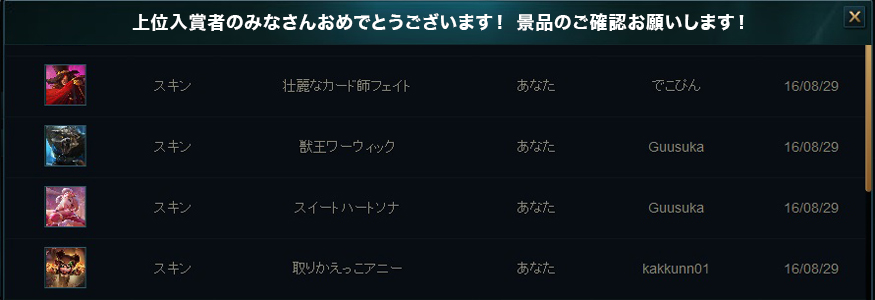 上位入賞者のみなさんおめでとうございます！ 景品のご確認お願いします！
スキン 壮麗なカード師フェイト あなた でこぴん 16/08/29
スキン 獣王ワーウィック あなた Guusuka 16/08/29
スキン スイートハートソナ あなた Guusuka 16/08/29
スキン 取りかえっこアニー あなた kakkunn01 16/08/29